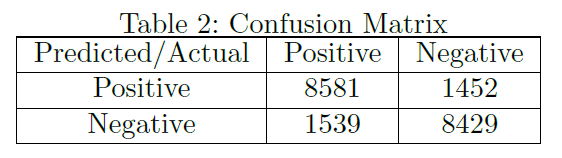 Table 2: Confusion Matrix
Predicted/Actual Positive Negative
Positive 8581 1452
Negative 1539 8429